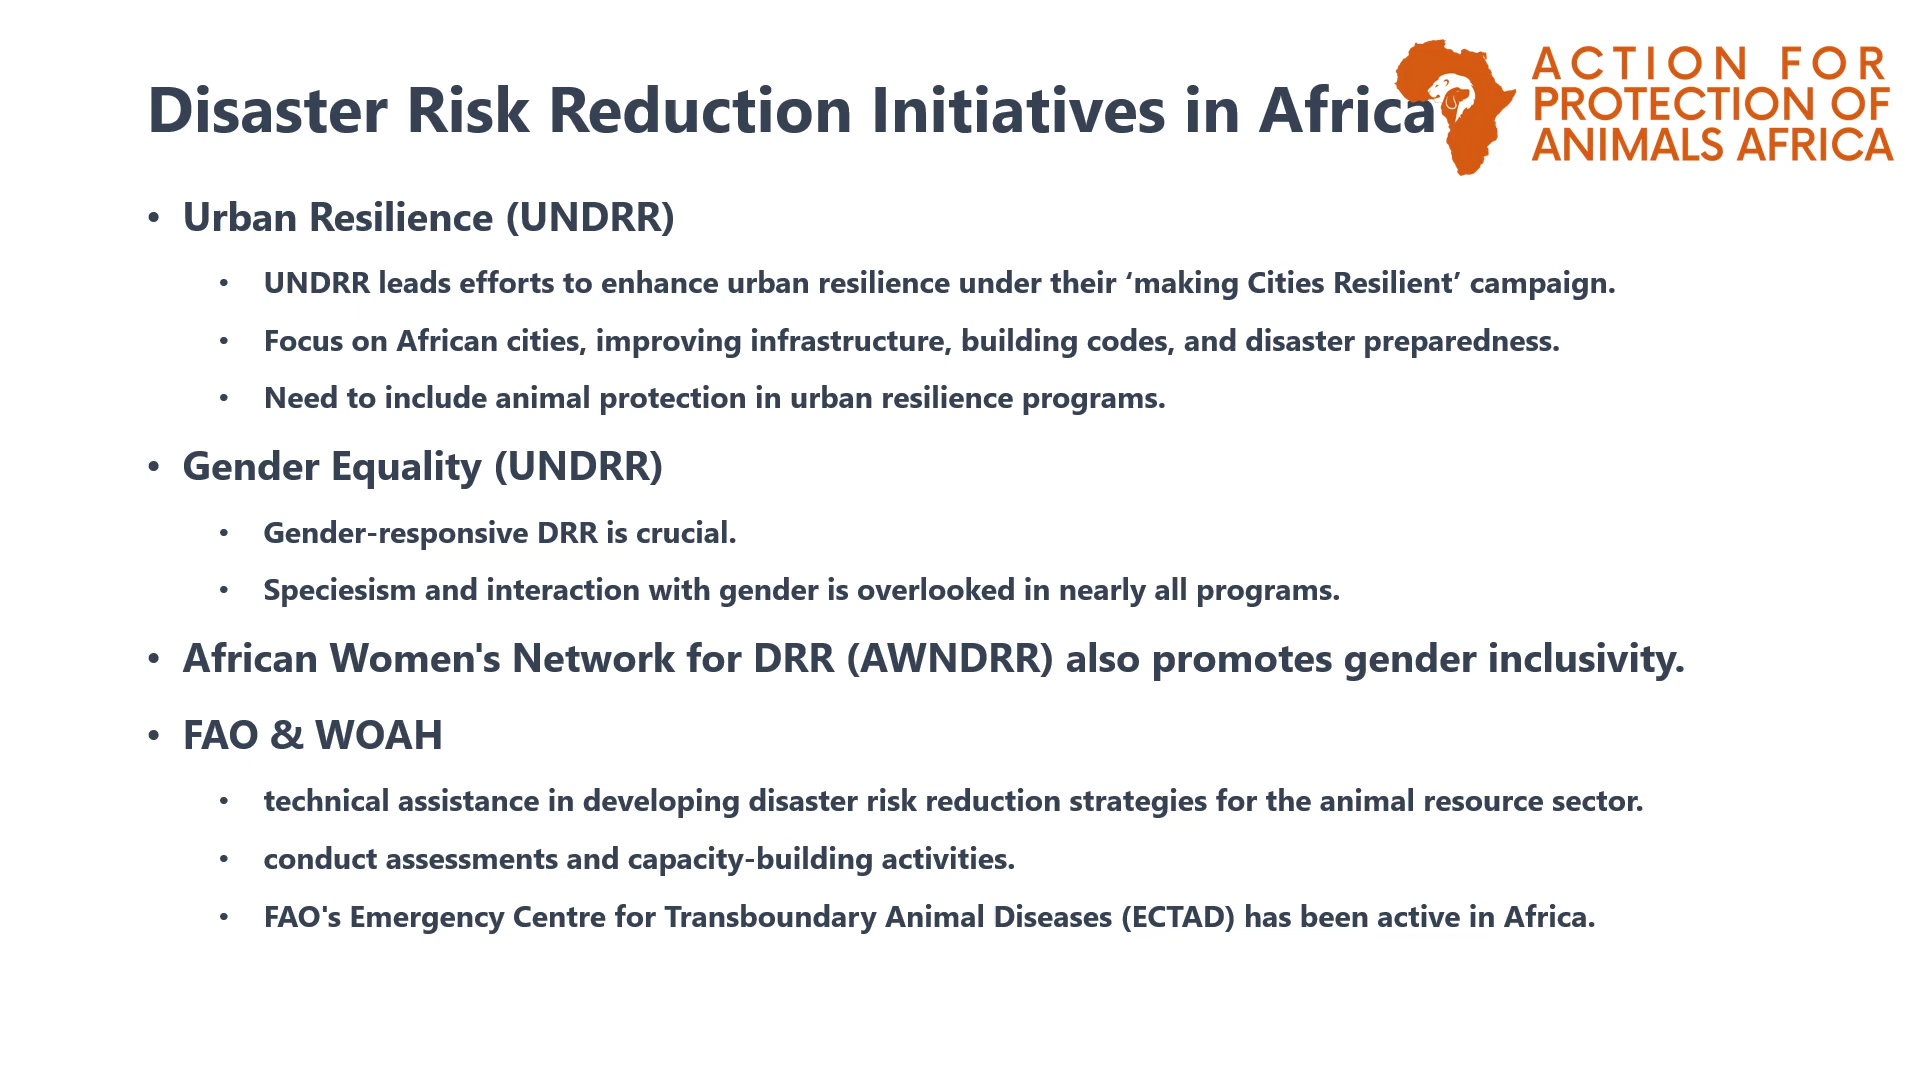 Disaster Risk Reduction Initiatives in Africa
ACTION FOR
PROTECTION OF
ANIMALS AFRICA
• Urban Resilience (UNDRR)
• UNDRR leads efforts to enhance urban resilience under their ‘making Cities Resilient’ campaign.
• Focus on African cities, improving infrastructure, building codes, and disaster preparedness.
• Need to include animal protection in urban resilience programs.
• Gender Equality (UNDRR)
• Gender-responsive DRR is crucial.
• Speciesism and interaction with gender is overlooked in nearly all programs.
• African Women's Network for DRR (AWNDRR) also promotes gender inclusivity.
• FAO & WOAH
• technical assistance in developing disaster risk reduction strategies for the animal resource sector.
• conduct assessments and capacity-building activities.
• FAO's Emergency Centre for Transboundary Animal Diseases (ECTAD) has been active in Africa.